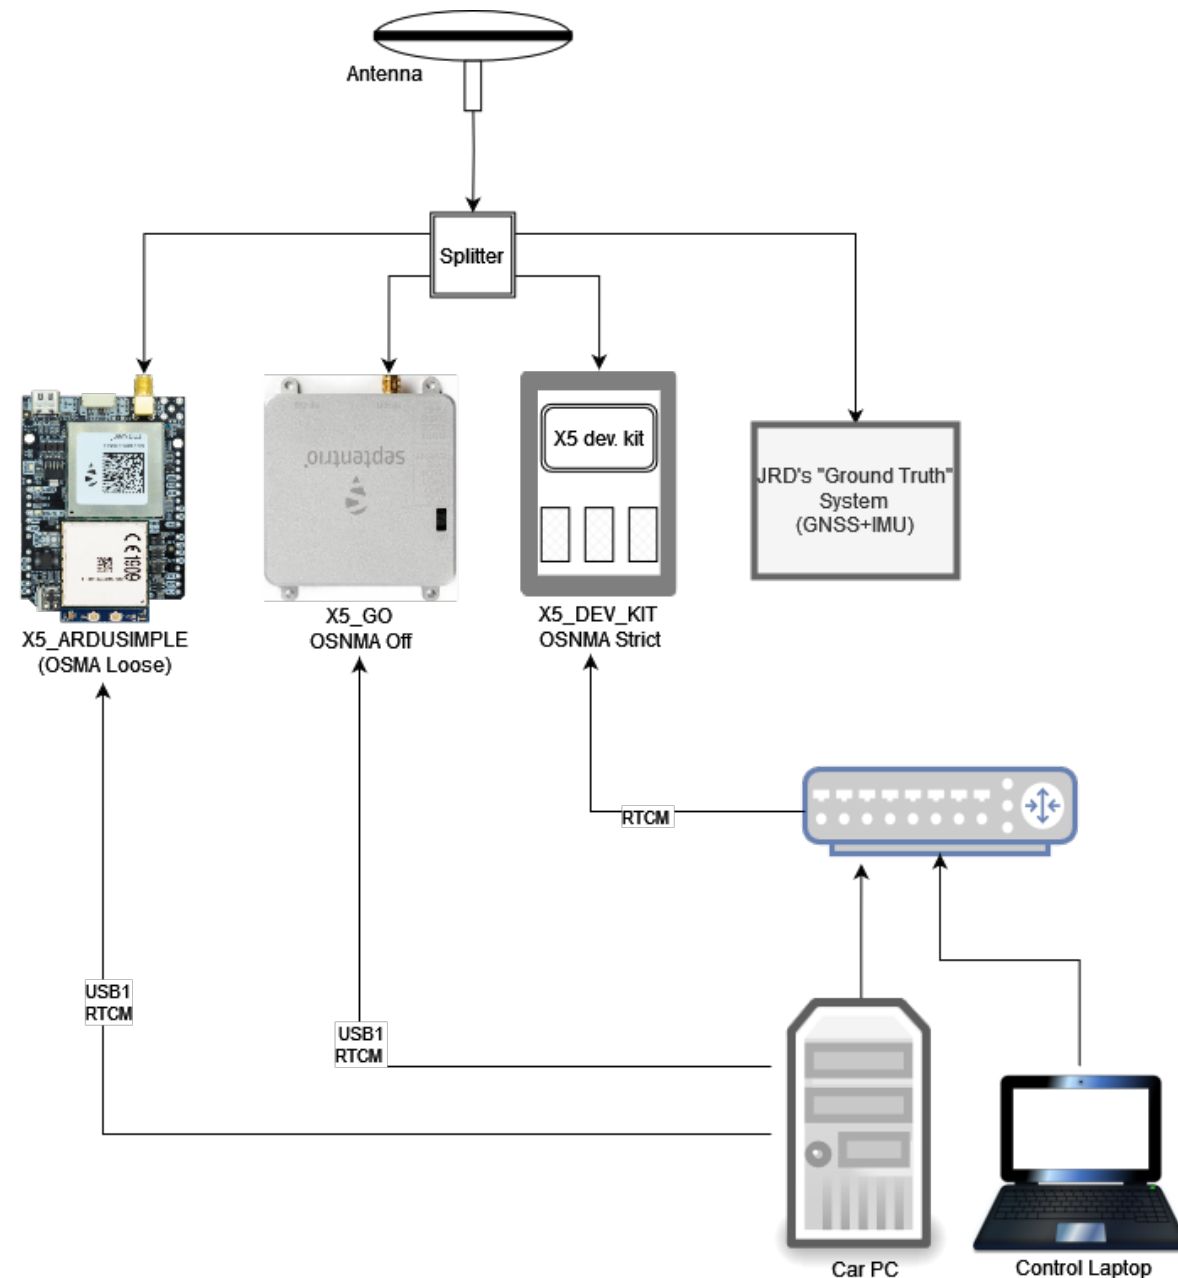 Antenna
Splitter
septentrio
X5 dev. kit
JRD's "Ground Truth"
System
(GNSS+IMU)
CE1909
X5_ARDUSIMPLE
(OSMA Loose)
X5_GO
OSNMA Off
X5_DEV_KIT
OSNMA Strict
RTCM
USB1
RTCM
USB1
RTCM
Car PC
Control Laptop